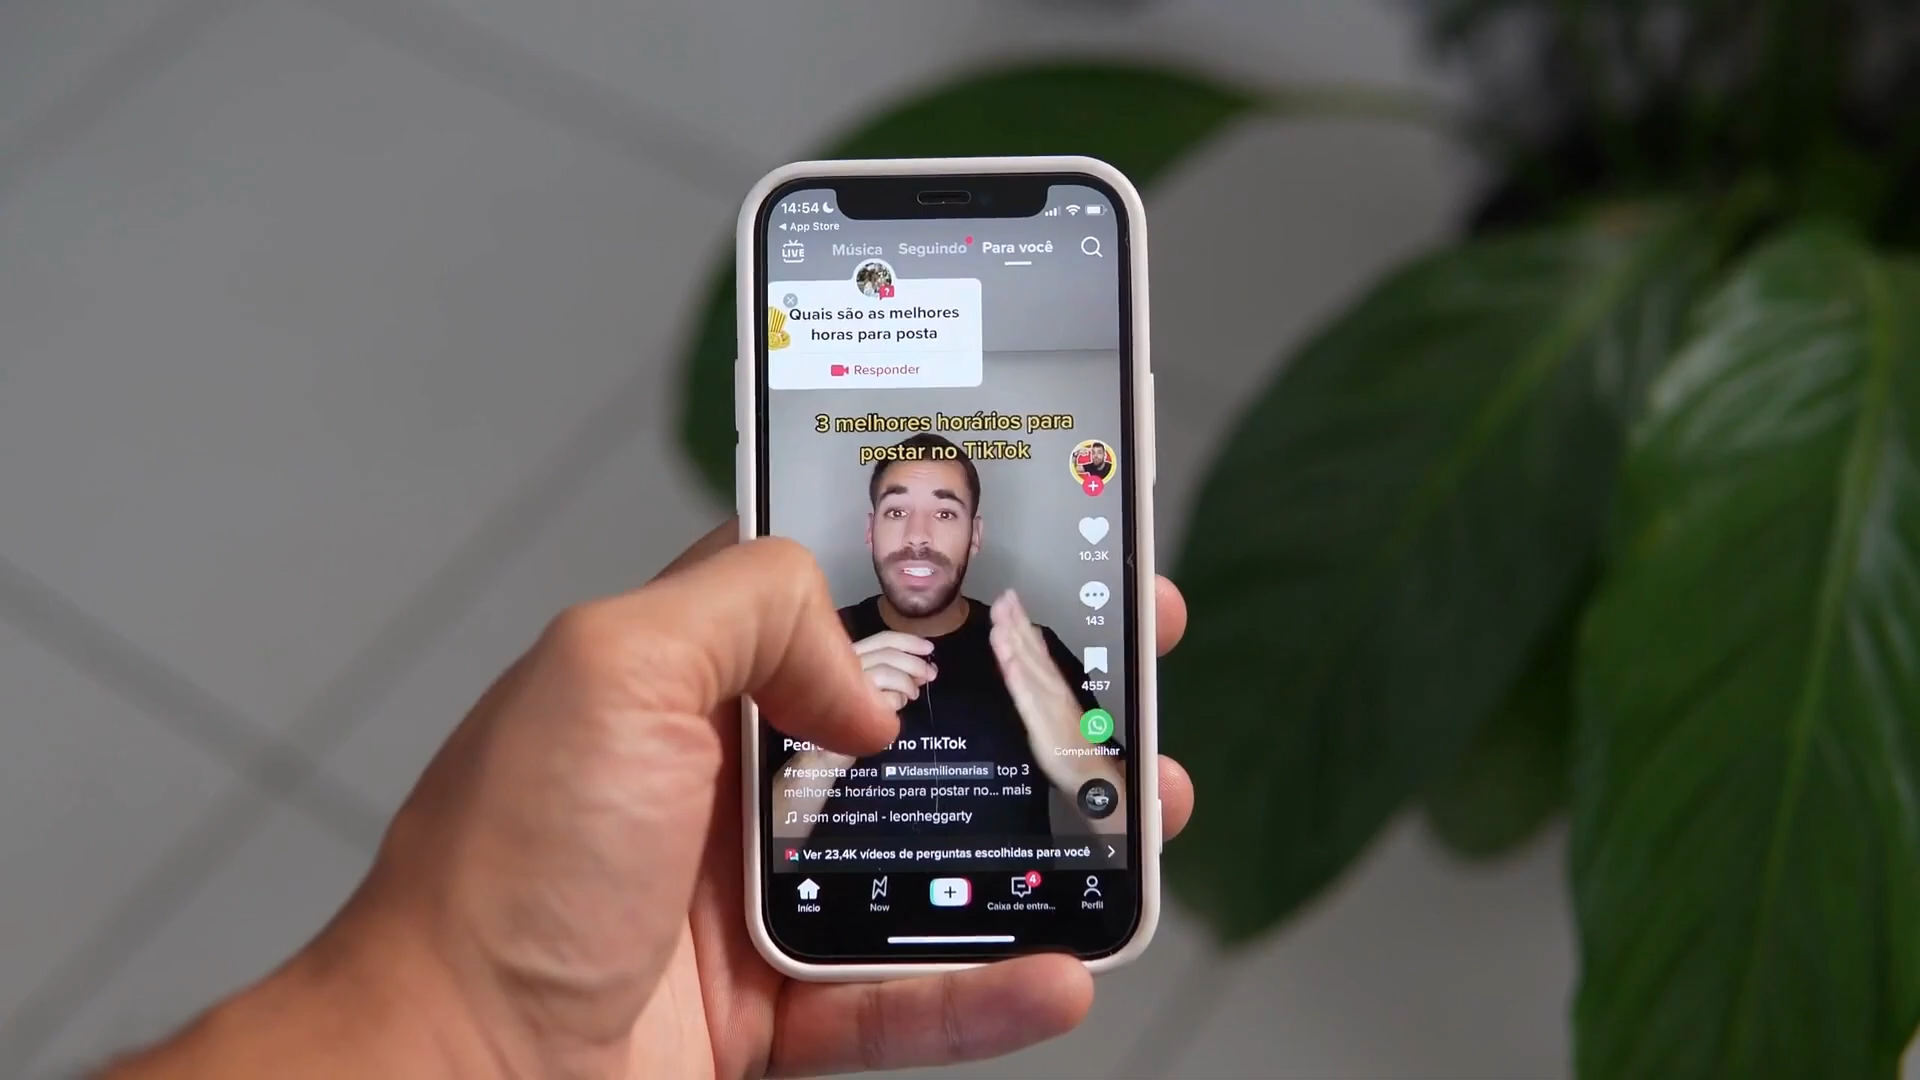 14:54
App Store
LIVE
Música Seguindo Para você
Quais são as melhores
horas para posta
Responder
3 melhores horários para
postar no TikTok
10,3K
143
4557
Compartilhar
no TikTok
#resposta para Vidasmilionarias top 3
melhores horários para postar no... mais
som original - leonheggarty
Ver 23,4K vídeos de perguntas escolhidas para você
4
Início Now Caixa de entra... Perfil